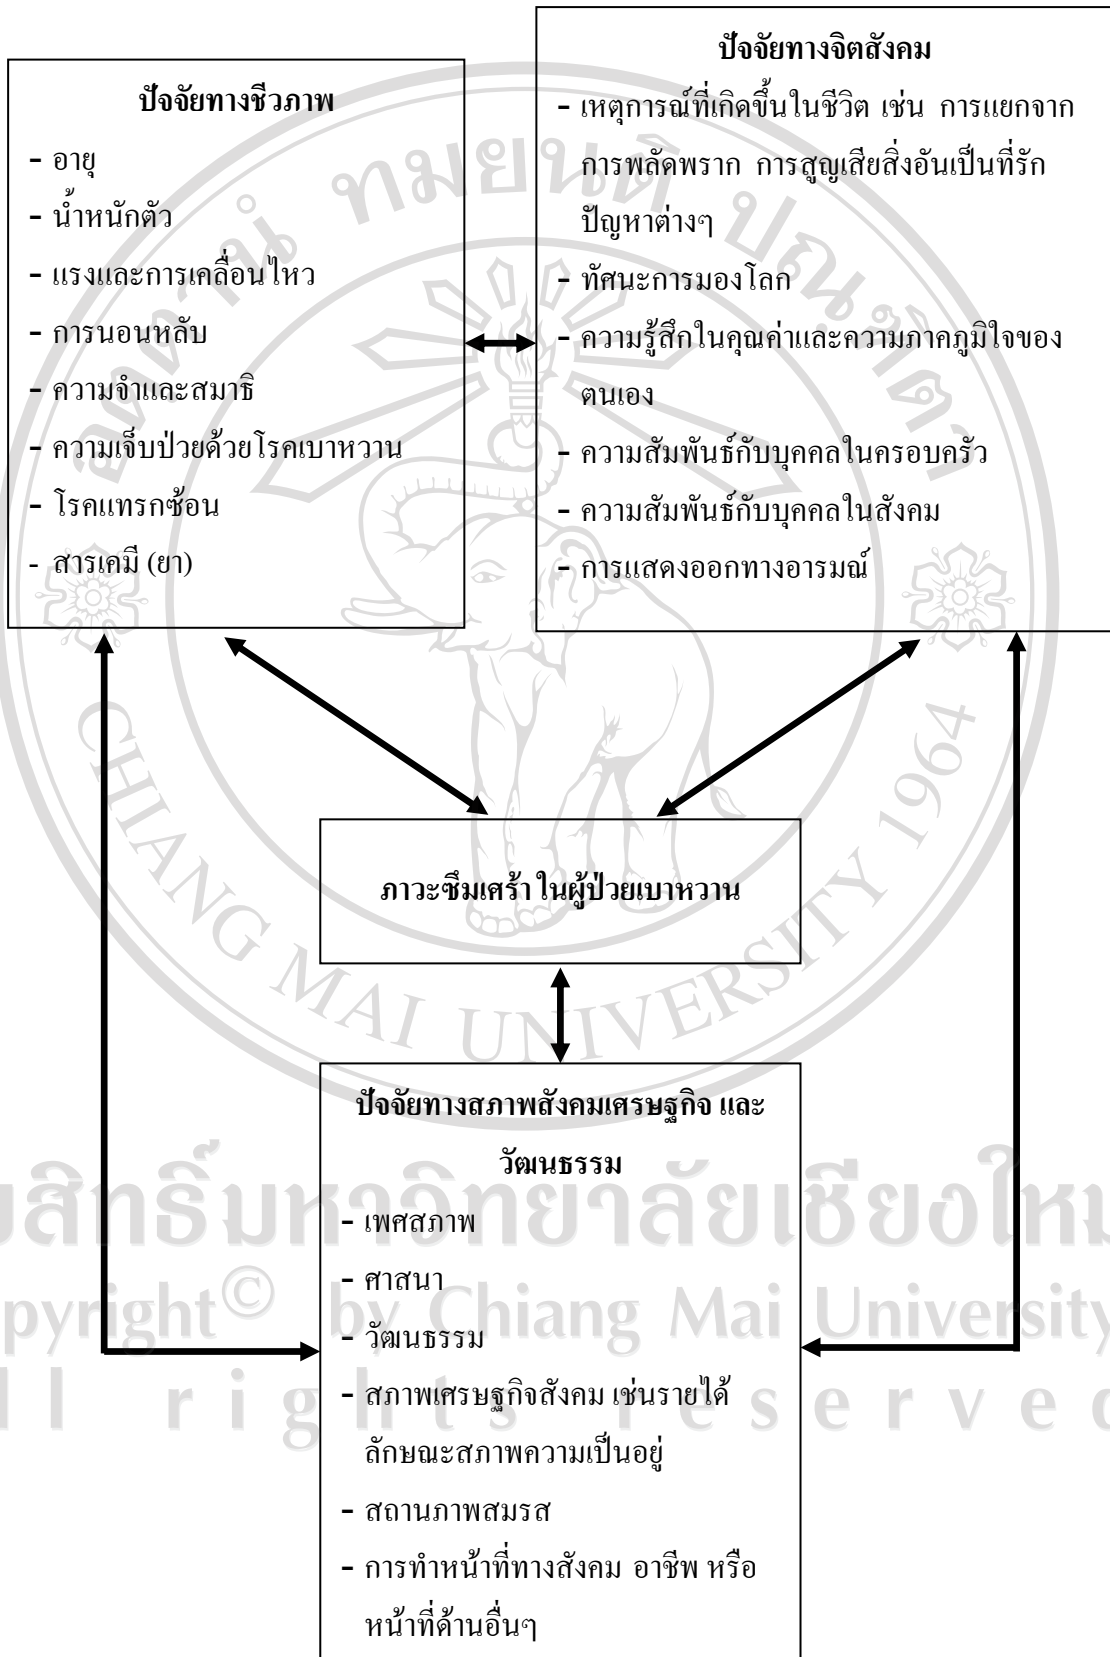 ปัจจัยทางชีวภาพ
- อายุ
- น้ำหนักตัว
- แรงและการเคลื่อนไหว
- การนอนหลับ
- ความจำและสมาธิ
- ความเจ็บป่วยด้วยโรคเบาหวาน
- โรคแทรกซ้อน
- สารเคมี (ยา)
ปัจจัยทางจิตสังคม
- เหตุการณ์ที่เกิดขึ้นในชีวิต เช่น การแยกจาก
การพลัดพราก การสูญเสียสิ่งอันเป็นที่รัก
ปัญหาต่างๆ
- ทัศนะการมองโลก
- ความรู้สึกในคุณค่าและความภาคภูมิใจของ
ตนเอง
- ความสัมพันธ์กับบุคคลในครอบครัว
- ความสัมพันธ์กับบุคคลในสังคม
- การแสดงออกทางอารมณ์
ภาวะซึมเศร้า ในผู้ป่วยเบาหวาน
ปัจจัยทางสภาพสังคมเศรษฐกิจ และ
วัฒนธรรม
- เพศสภาพ
- ศาสนา
- วัฒนธรรม
- สภาพเศรษฐกิจสังคม เช่นรายได้
ลักษณะสภาพความเป็นอยู่
- สถานภาพสมรส
- การทำหน้าที่ทางสังคม อาชีพ หรือ
หน้าที่ด้านอื่นๆ
อตฺตานํ ทมยนฺติ ปณฺฑิตา
CHIANG MAI UNIVERSITY 1964
สิทธิ์มหาวิทยาลัยเชียงใหม
pyright© by Chiang Mai University
ll rights reserve